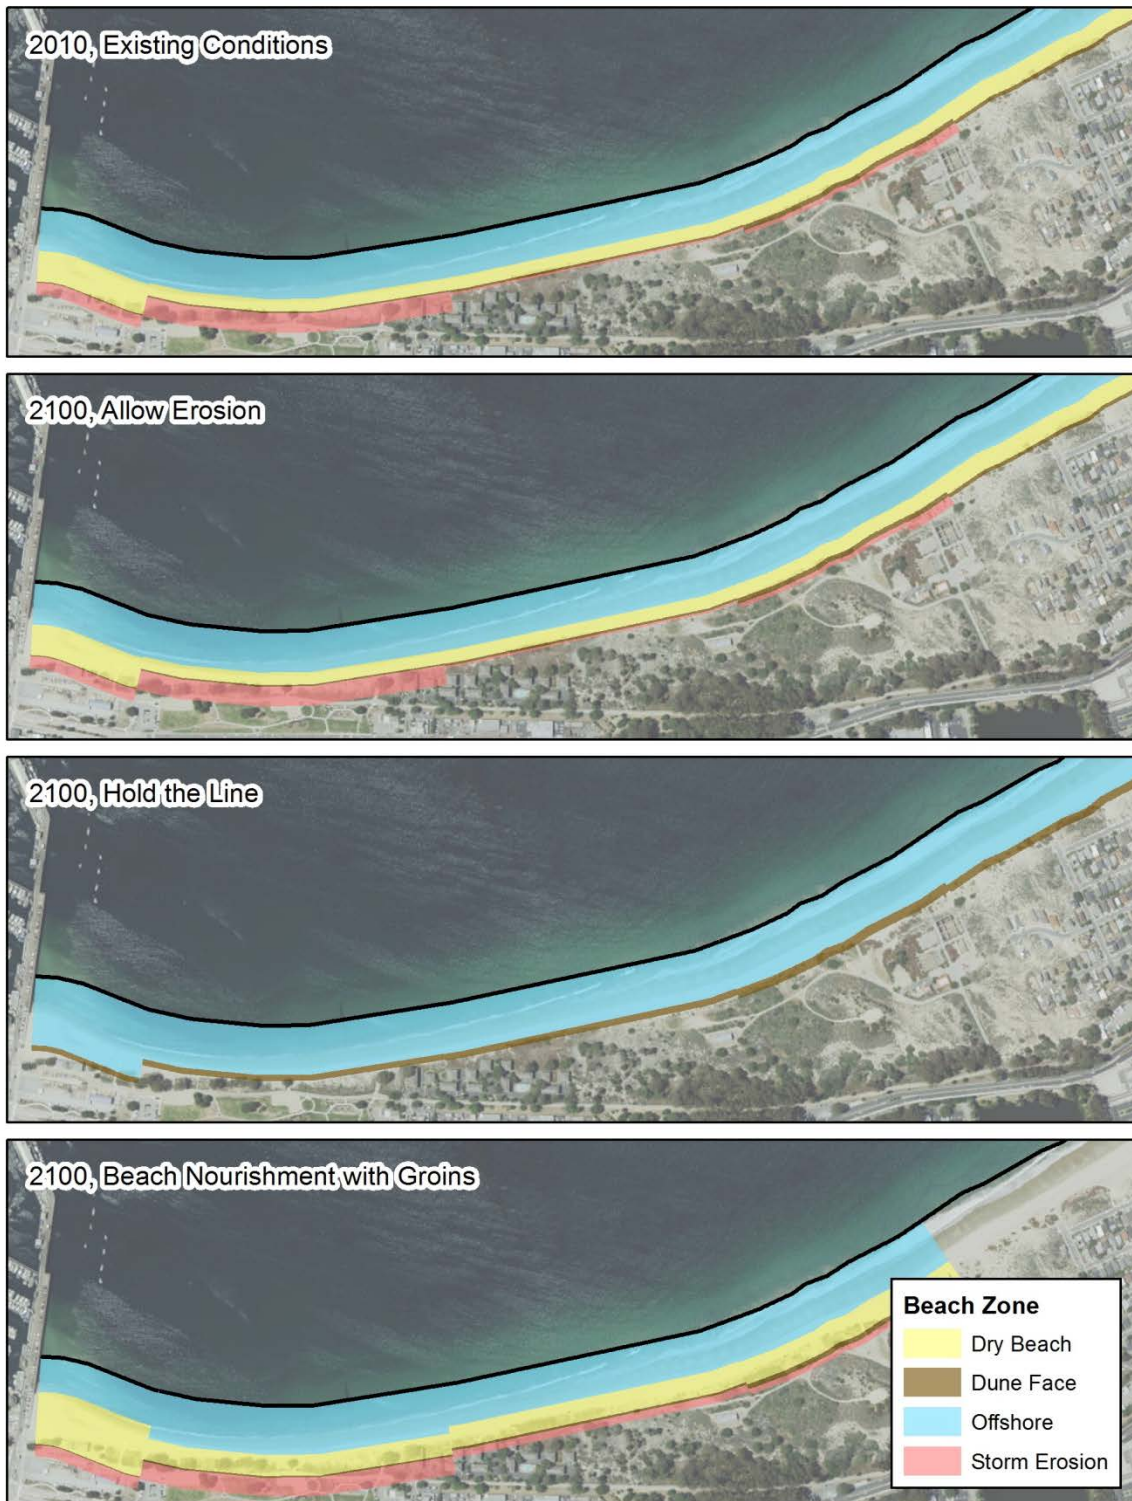 2010, Existing Conditions
2100, Allow Erosion
2100, Hold the Line
2100, Beach Nourishment with Groins
Beach Zone
Dry Beach
Dune Face
Offshore
Storm Erosion